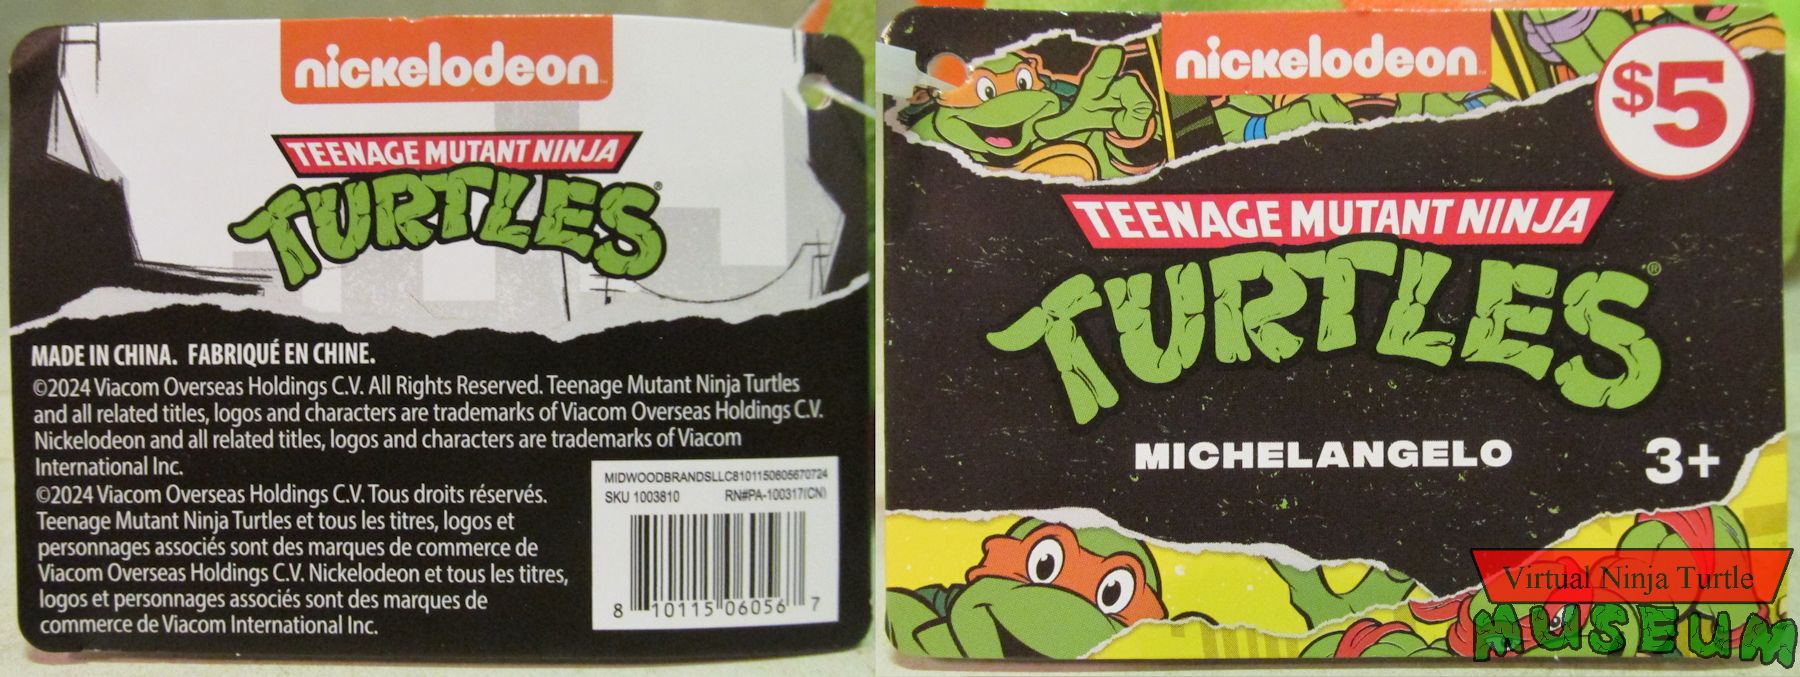 nickelodeon
TEENAGE MUTANT NINJA
TURTLES®
MADE IN CHINA. FABRIQUÉ EN CHINE.
©2024 Viacom Overseas Holdings C.V. All Rights Reserved. Teenage Mutant Ninja Turtles
and all related titles, logos and characters are trademarks of Viacom Overseas Holdings C.V.
Nickelodeon and all related titles, logos and characters are trademarks of Viacom
International Inc.
©2024 Viacom Overseas Holdings C.V. Tous droits réservés.
Teenage Mutant Ninja Turtles et tous les titres, logos et
personnages associés sont des marques de commerce de
Viacom Overseas Holdings C.V. Nickelodeon et tous les titres,
logos et personnages associés sont des marques de
commerce de Viacom International Inc.
MIDWOODBRANDSLLC8101150605670724
SKU 1003810 RN#PA-100317(CN)
8 10115 06056 7
nickelodeon
$5
TEENAGE MUTANT NINJA
TURTLES®
MICHELANGELO
3+
Virtual Ninja Turtle
MUSEUM